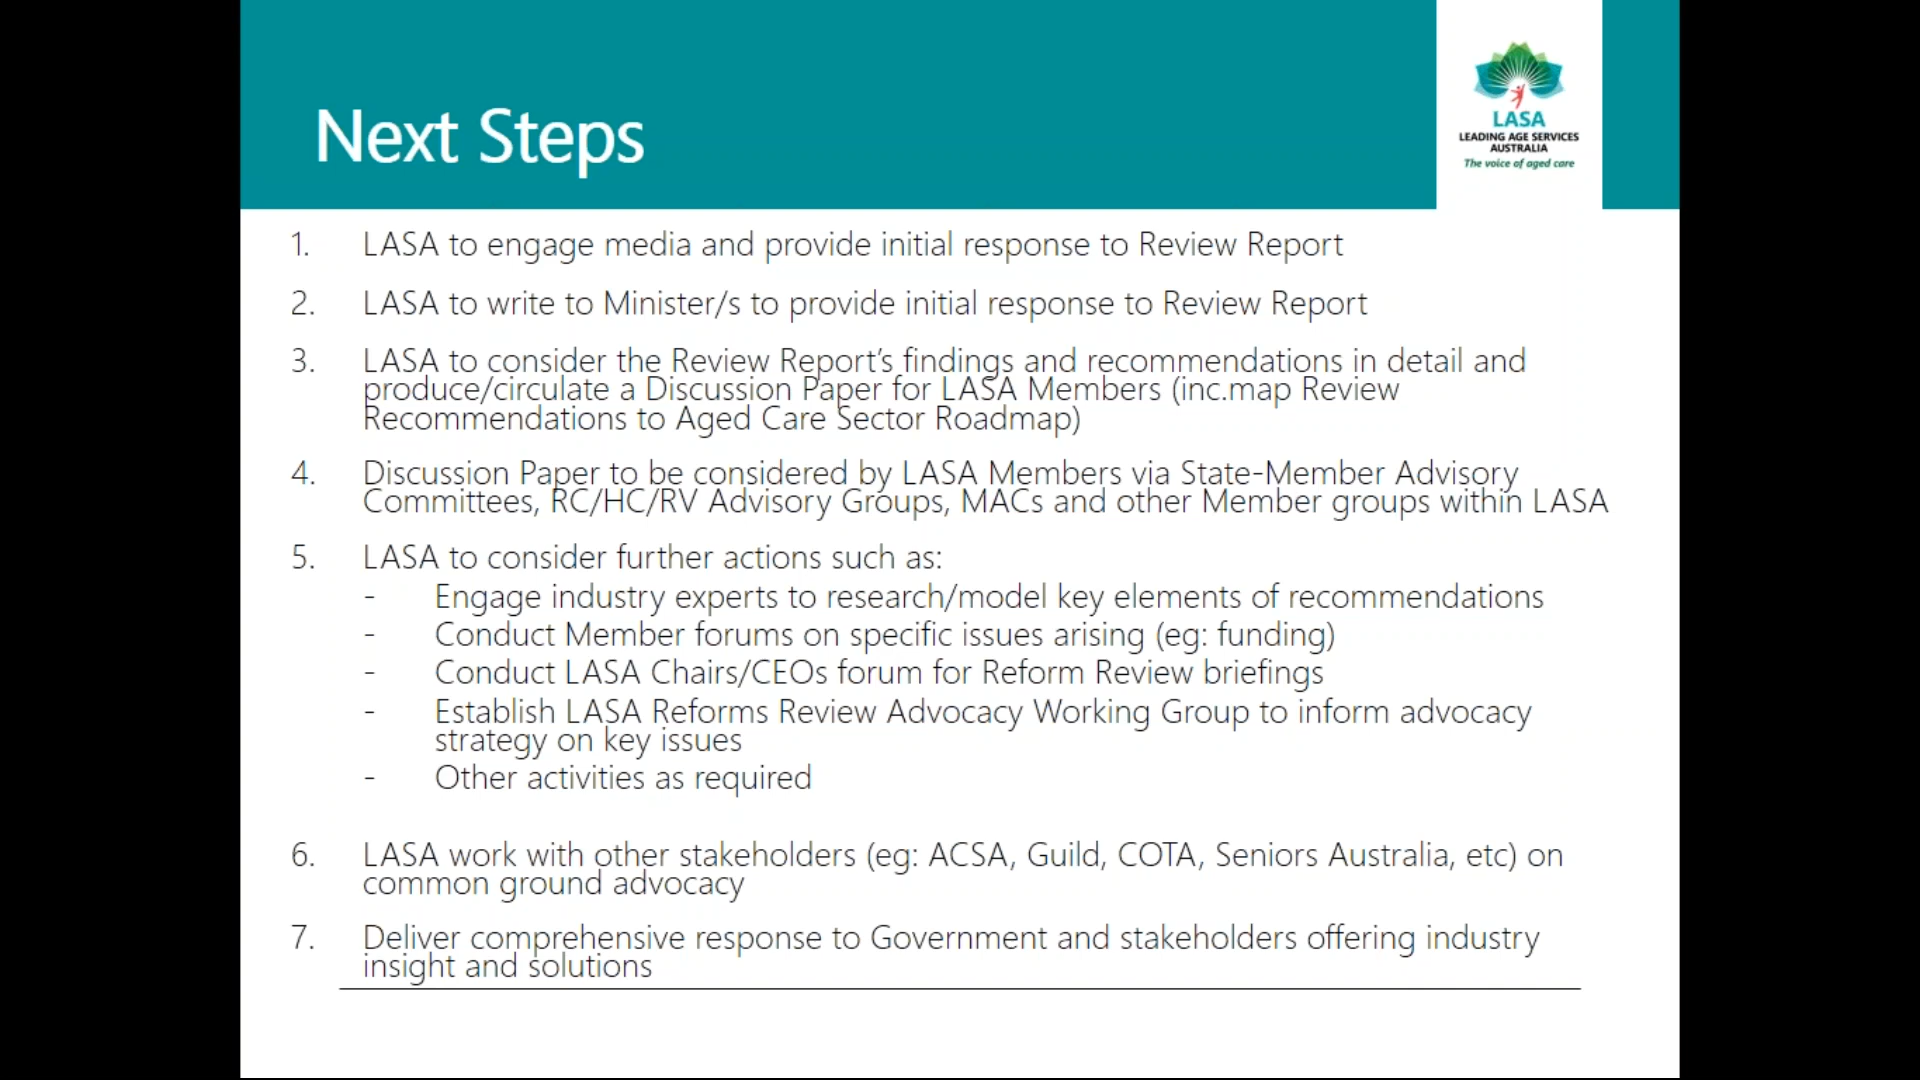 Next Steps
LASA
LEADING AGE SERVICES
AUSTRALIA
The voice of aged care
1. LASA to engage media and provide initial response to Review Report
2. LASA to write to Minister/s to provide initial response to Review Report
3. LASA to consider the Review Report's findings and recommendations in detail and
produce/circulate a Discussion Paper for LASA Members (inc.map Review
Recommendations to Aged Care Sector Roadmap)
4. Discussion Paper to be considered by LASA Members via State-Member Advisory
Committees, RC/HC/RV Advisory Groups, MACs and other Member groups within LASA
5. LASA to consider further actions such as:
- Engage industry experts to research/model key elements of recommendations
- Conduct Member forums on specific issues arising (eg: funding)
- Conduct LASA Chairs/CEOs forum for Reform Review briefings
- Establish LASA Reforms Review Advocacy Working Group to inform advocacy
strategy on key issues
- Other activities as required
6. LASA work with other stakeholders (eg: ACSA, Guild, COTA, Seniors Australia, etc) on
common ground advocacy
7. Deliver comprehensive response to Government and stakeholders offering industry
insight and solutions